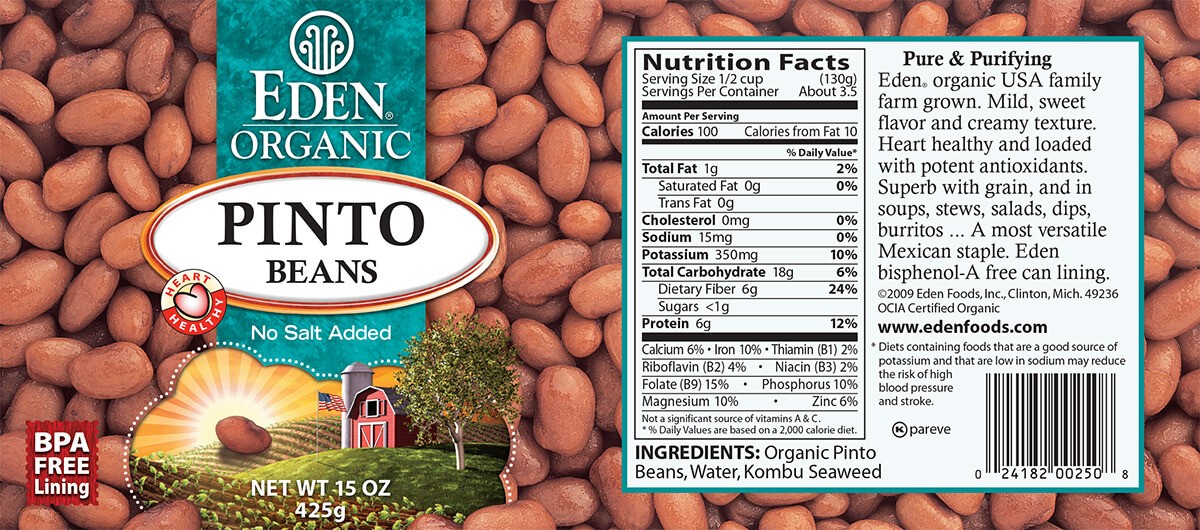 EDEN®
ORGANIC
PINTO
BEANS
HEART
HEALTHY
No Salt Added
BPA
FREE
Lining
NET WT 15 OZ
425g
Nutrition Facts
Serving Size 1/2 cup (130g)
Servings Per Container About 3.5
Amount Per Serving
Calories 100 Calories from Fat 10
% Daily Value*
Total Fat 1g 2%
Saturated Fat 0g 0%
Trans Fat 0g
Cholesterol 0mg 0%
Sodium 15mg 0%
Potassium 350mg 10%
Total Carbohydrate 18g 6%
Dietary Fiber 6g 24%
Sugars <1g
Protein 6g 12%
Calcium 6% • Iron 10% • Thiamin (B1) 2%
Riboflavin (B2) 4% • Niacin (B3) 2%
Folate (B9) 15% • Phosphorus 10%
Magnesium 10% • Zinc 6%
Not a significant source of vitamins A & C.
* % Daily Values are based on a 2,000 calorie diet.
INGREDIENTS: Organic Pinto
Beans, Water, Kombu Seaweed
Pure & Purifying
Eden® organic USA family
farm grown. Mild, sweet
flavor and creamy texture.
Heart healthy and loaded
with potent antioxidants.
Superb with grain, and in
soups, stews, salads, dips,
burritos ... A most versatile
Mexican staple. Eden
bisphenol-A free can lining.
©2009 Eden Foods, Inc., Clinton, Mich. 49236
OCIA Certified Organic
www.edenfoods.com
* Diets containing foods that are a good source of
potassium and that are low in sodium may reduce
the risk of high
blood pressure
and stroke.
K pareve
0 24182 00250 8